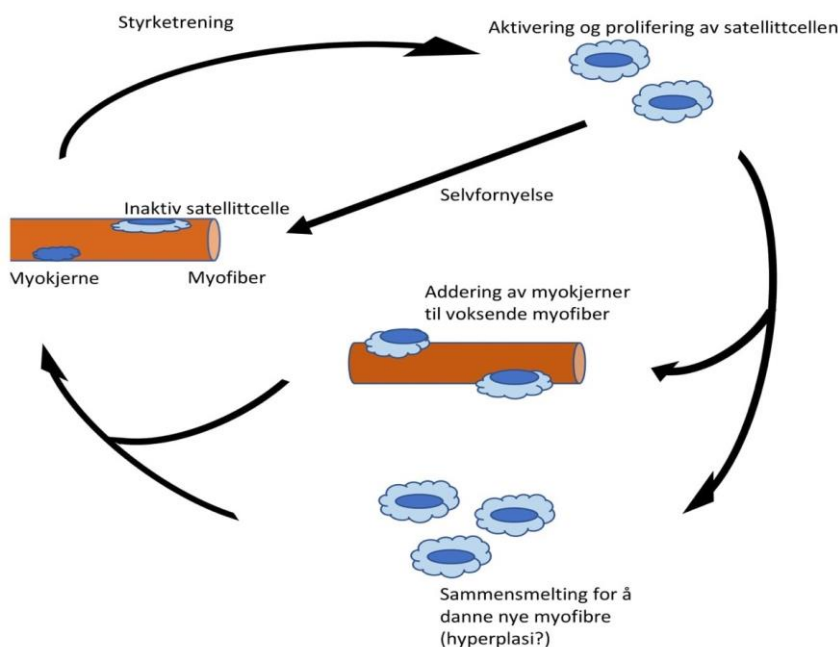 Styrketrening
Aktivering og prolifering av satellittcellen
Selvfornyelse
Inaktiv satellittcelle
Myokjerne
Myofiber
Addering av myokjerner
til voksende myofiber
Sammensmelting for å
danne nye myofibre
(hyperplasi?)